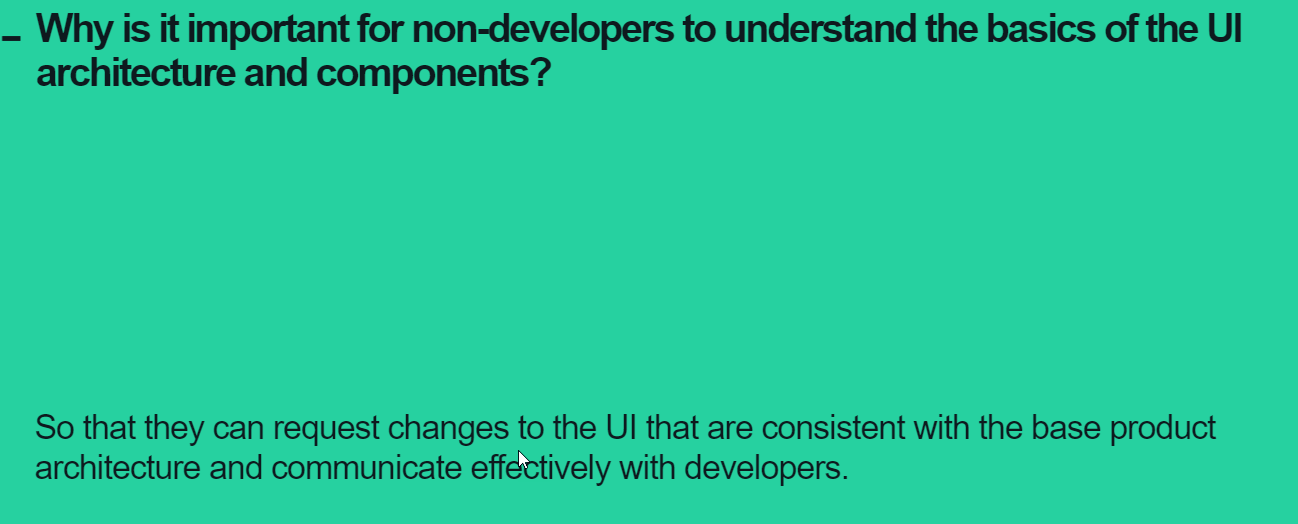 Why is it important for non-developers to understand the basics of the UI
architecture and components?
So that they can request changes to the UI that are consistent with the base product
architecture and communicate effectively with developers.